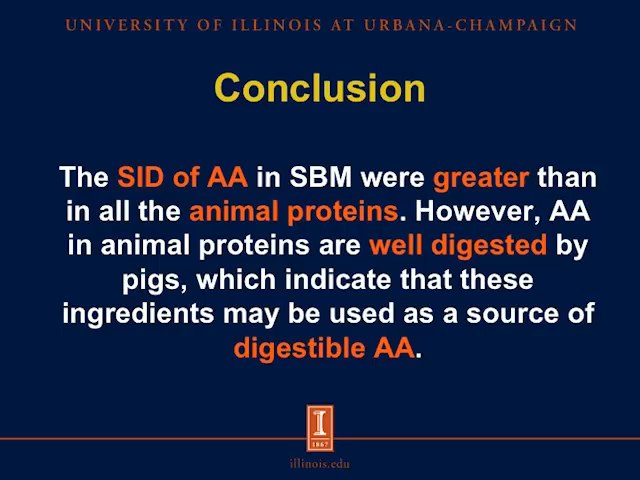 UNIVERSITY OF ILLINOIS AT URBANA-CHAMPAIGN
Conclusion
The SID of AA in SBM were greater than
in all the animal proteins. However, AA
in animal proteins are well digested by
pigs, which indicate that these
ingredients may be used as a source of
digestible AA.
I
1867
illinois.edu